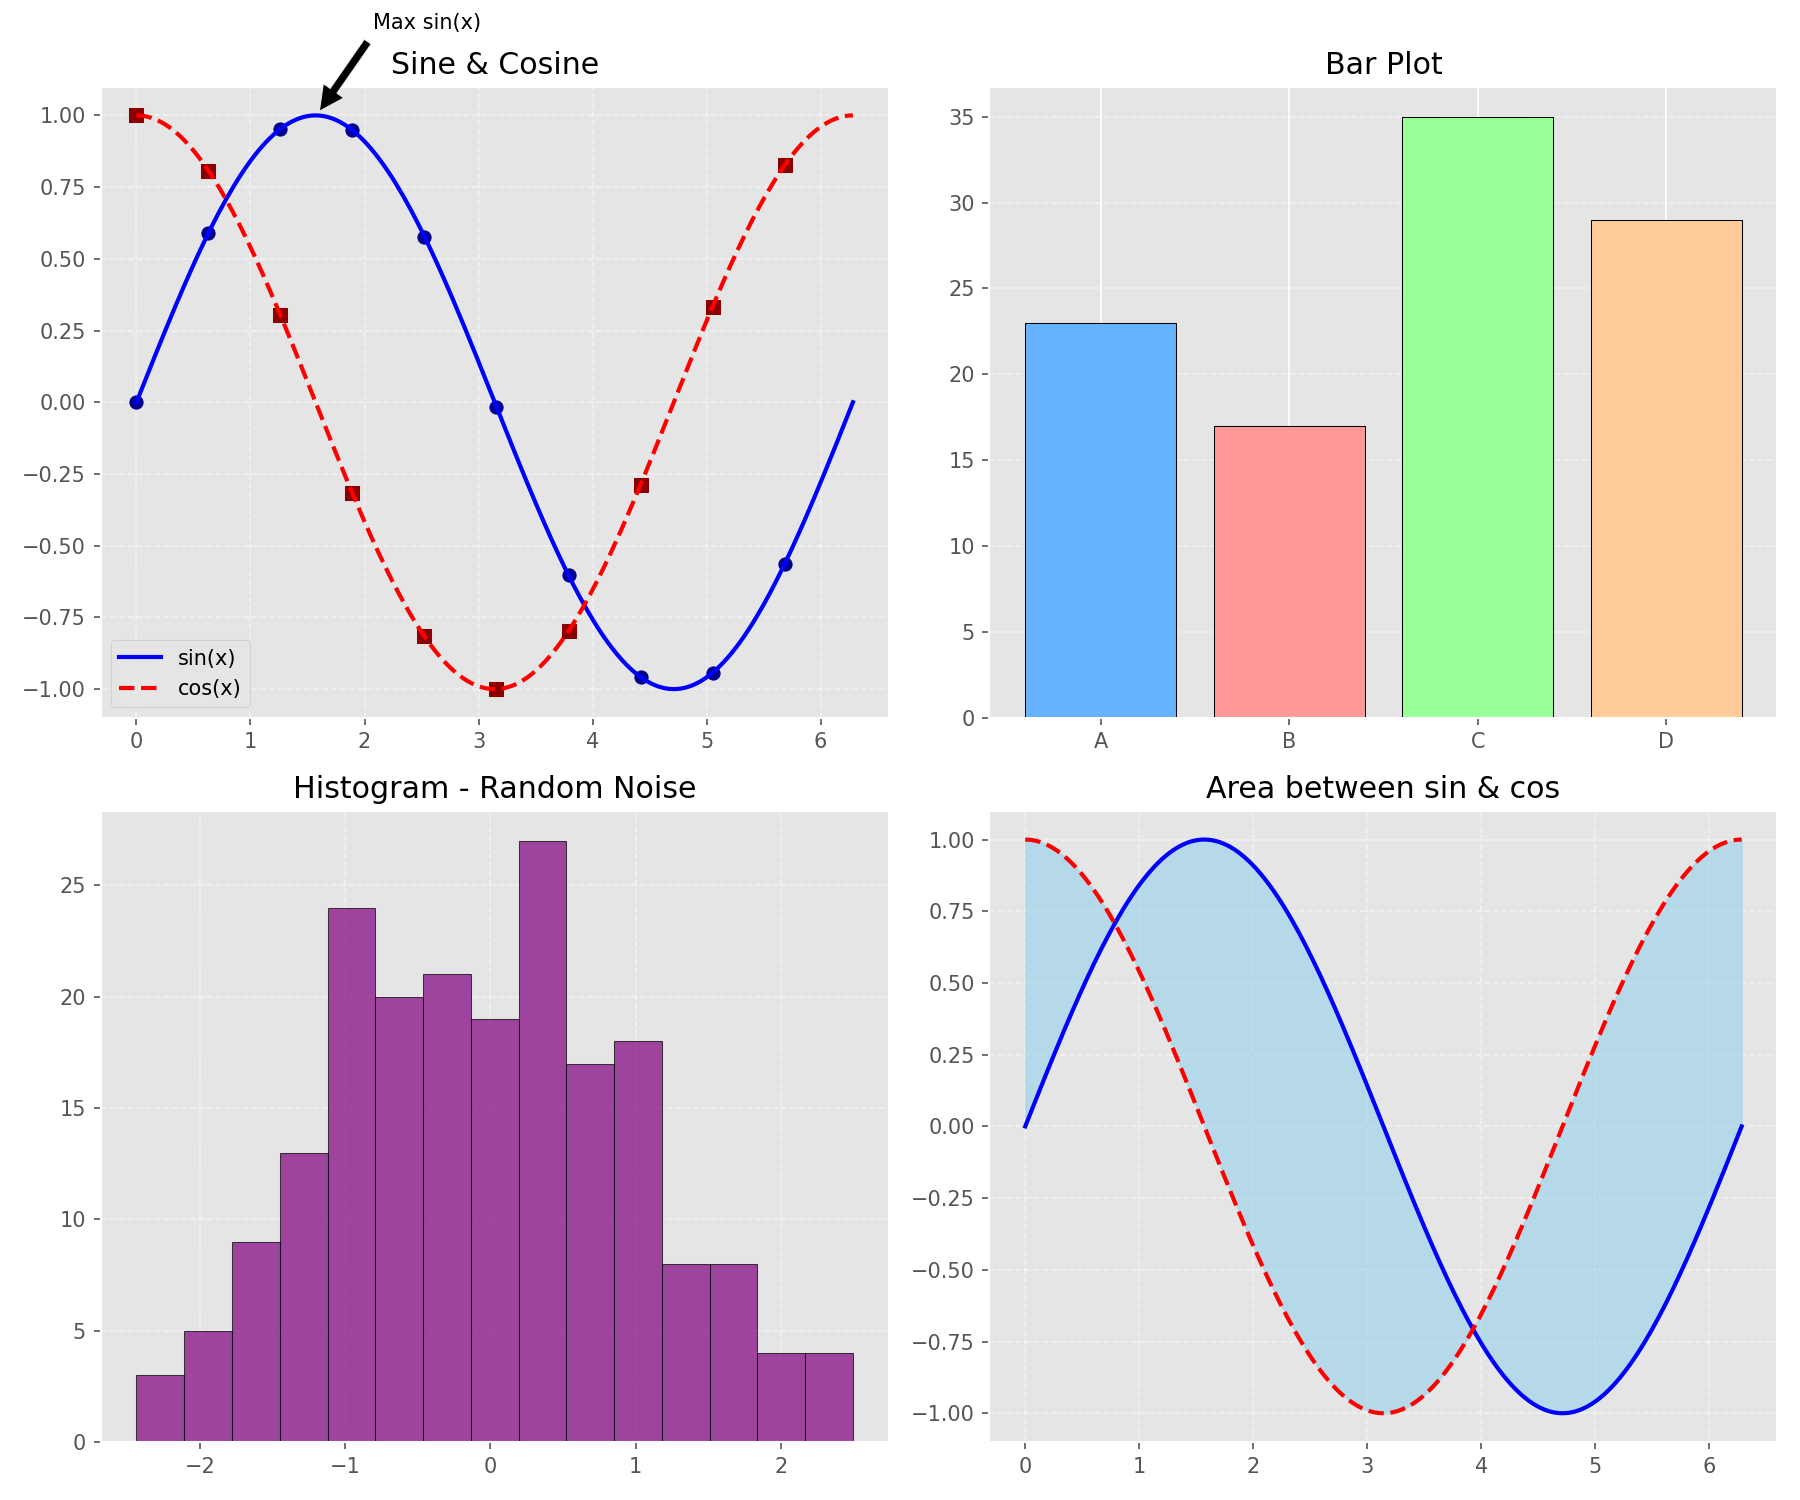 Max sin(x)
Sine & Cosine
1.00
0.75
0.50
0.25
0.00
−0.25
−0.50
−0.75
−1.00
sin(x)
cos(x)
0 1 2 3 4 5 6
Bar Plot
35
30
25
20
15
10
5
0
A B C D
Histogram - Random Noise
25
20
15
10
5
0
−2 −1 0 1 2
Area between sin & cos
1.00
0.75
0.50
0.25
0.00
−0.25
−0.50
−0.75
−1.00
0 1 2 3 4 5 6